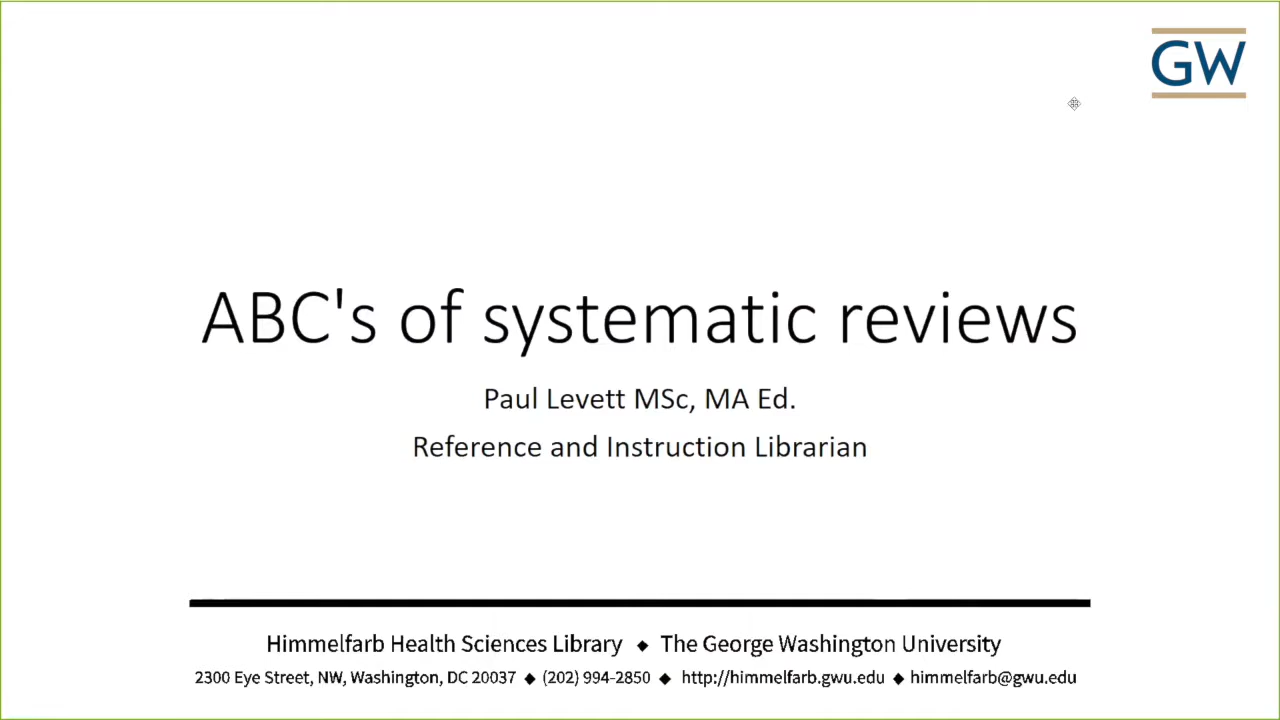 GW
ABC's of systematic reviews
Paul Levett MSc, MA Ed.
Reference and Instruction Librarian
Himmelfarb Health Sciences Library ◆ The George Washington University
2300 Eye Street, NW, Washington, DC 20037 ◆ (202) 994-2850 ◆ http://himmelfarb.gwu.edu ◆ himmelfarb@gwu.edu